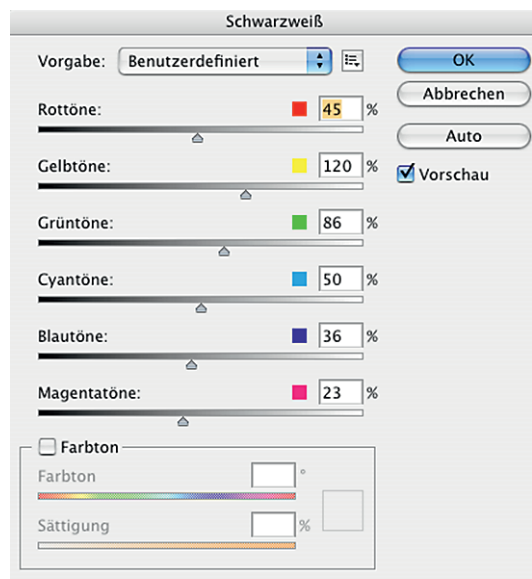 Schwarzweiß
Vorgabe: Benutzerdefiniert
OK
Abbrechen
Auto
Vorschau
Rottöne: 45 %
Gelbtöne: 120 %
Grüntöne: 86 %
Cyantöne: 50 %
Blautöne: 36 %
Magentatöne: 23 %
Farbton
Farbton °
Sättigung %